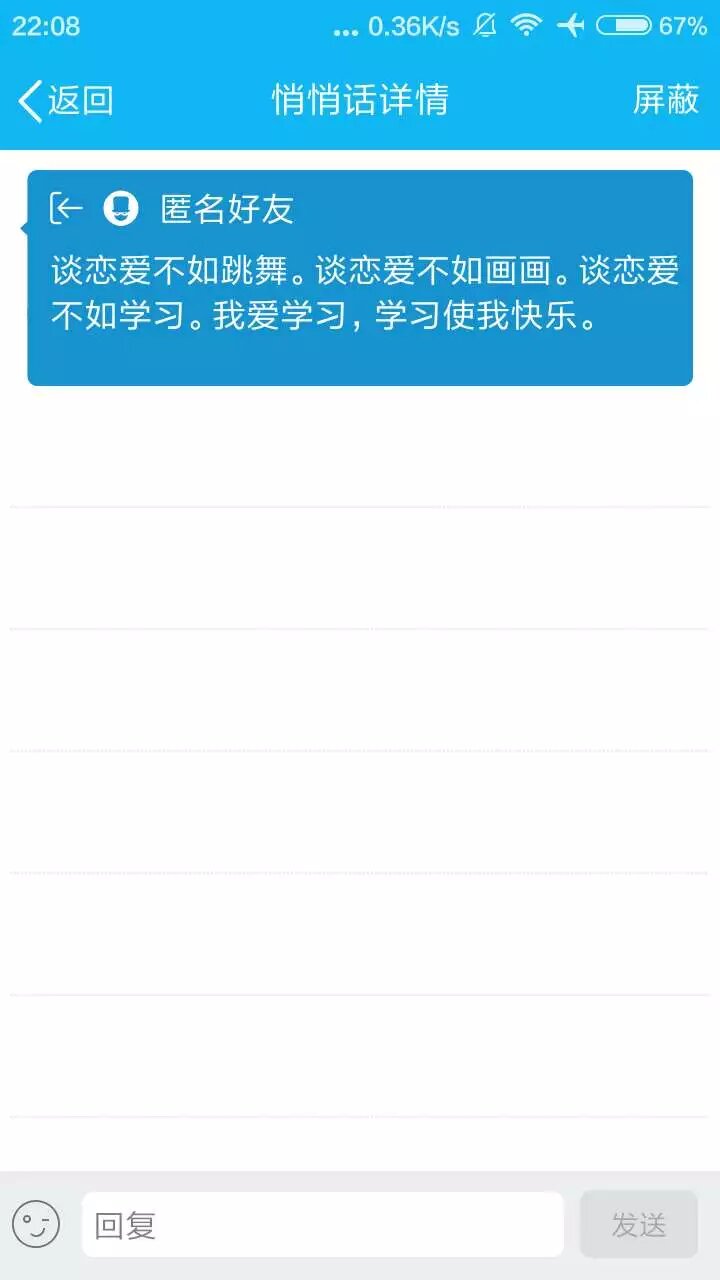 22:08 ... 0.36K/s 67%
返回 悄悄话详情 屏蔽
匿名好友
谈恋爱不如跳舞。谈恋爱不如画画。谈恋爱
不如学习。我爱学习，学习使我快乐。
回复 发送